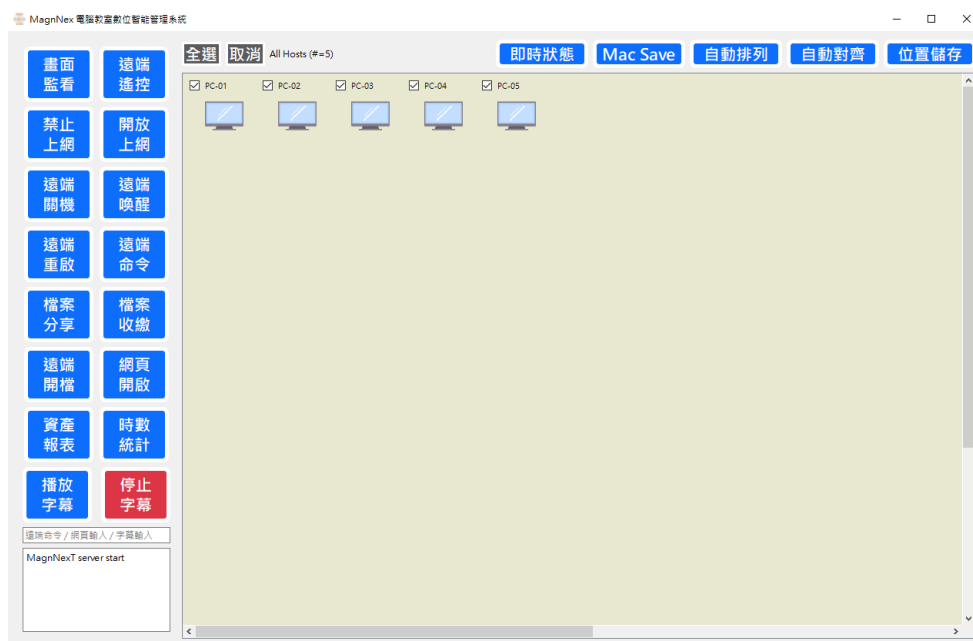 MagnNex 電腦教室數位智能管理系統
全選 取消 All Hosts (#=5) 即時狀態 Mac Save 自動排列 自動對齊 位置儲存
畫面監看 遠端遙控
禁止上網 開放上網
遠端關機 遠端喚醒
遠端重啟 遠端命令
檔案分享 檔案收繳
遠端開檔 網頁開啟
資產報表 時數統計
播放字幕 停止字幕
遠端命令 / 網頁輸入 / 字幕輸入
MagnNexT server start
PC-01 PC-02 PC-03 PC-04 PC-05